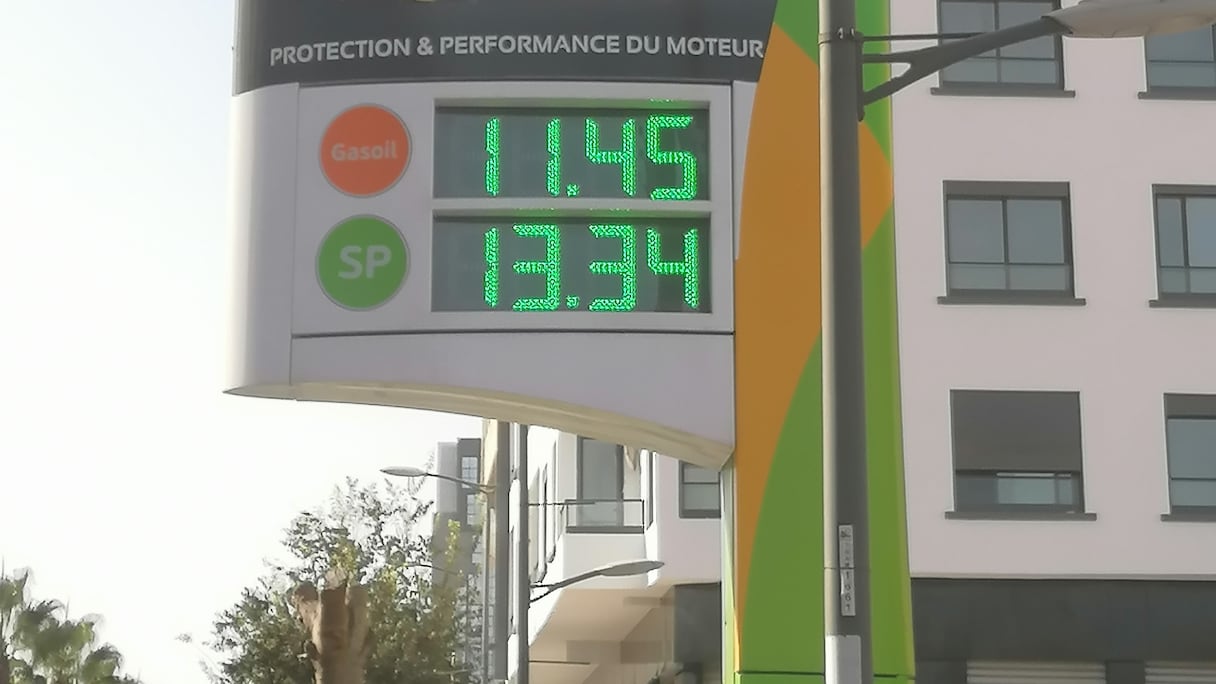 PROTECTION & PERFORMANCE DU MOTEUR
Gasoil 11.45
SP 13.34